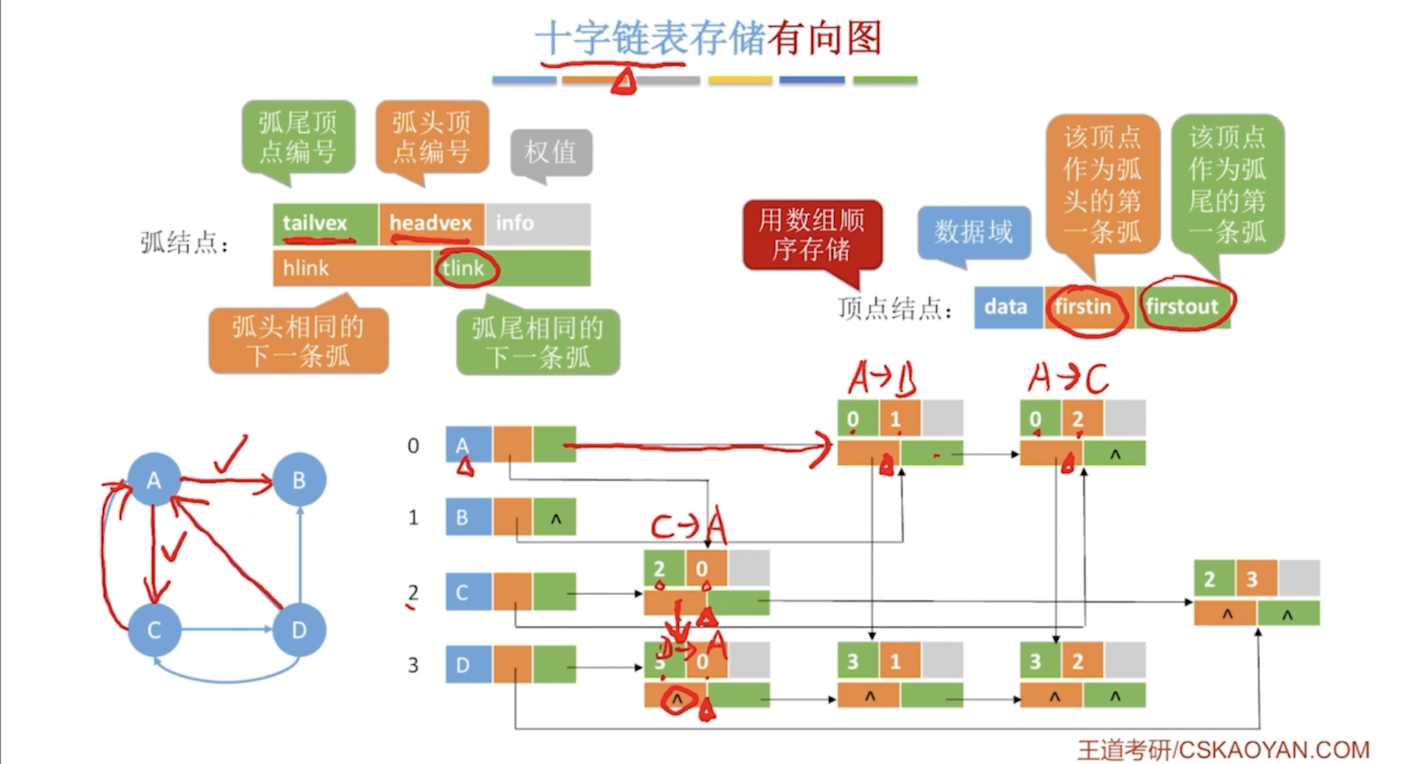 十字链表存储有向图
弧尾顶
点编号
弧头顶
点编号
权值
弧结点：
tailvex headvex info
hlink tlink
弧头相同的
下一条弧
弧尾相同的
下一条弧
用数组顺
序存储
数据域
该顶点
作为弧
头的第
一条弧
该顶点
作为弧
尾的第
一条弧
顶点结点：
data firstin firstout
A B
C D
A→B
A→C
0 A
0 1
0 2
^
1 B ^
C→A
2 C
2 0
2 3
^ ^
3 D
D→A
3 0
^
3 1
^
3 2
^ ^
王道考研/CSKAOYAN.COM